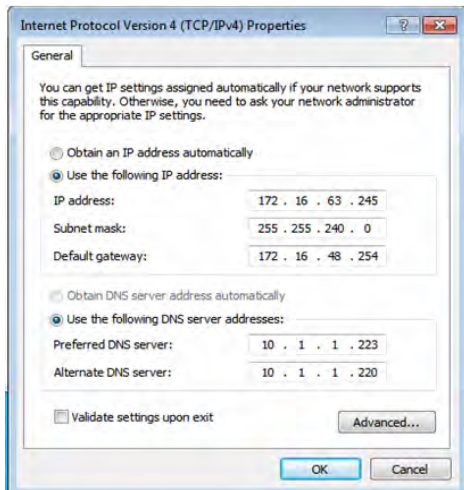 Internet Protocol Version 4 (TCP/IPv4) Properties
General
You can get IP settings assigned automatically if your network supports
this capability. Otherwise, you need to ask your network administrator
for the appropriate IP settings.
Obtain an IP address automatically
Use the following IP address:
IP address: 172 . 16 . 63 . 245
Subnet mask: 255 . 255 . 240 . 0
Default gateway: 172 . 16 . 48 . 254
Obtain DNS server address automatically
Use the following DNS server addresses:
Preferred DNS server: 10 . 1 . 1 . 223
Alternate DNS server: 10 . 1 . 1 . 220
Validate settings upon exit
Advanced...
OK Cancel